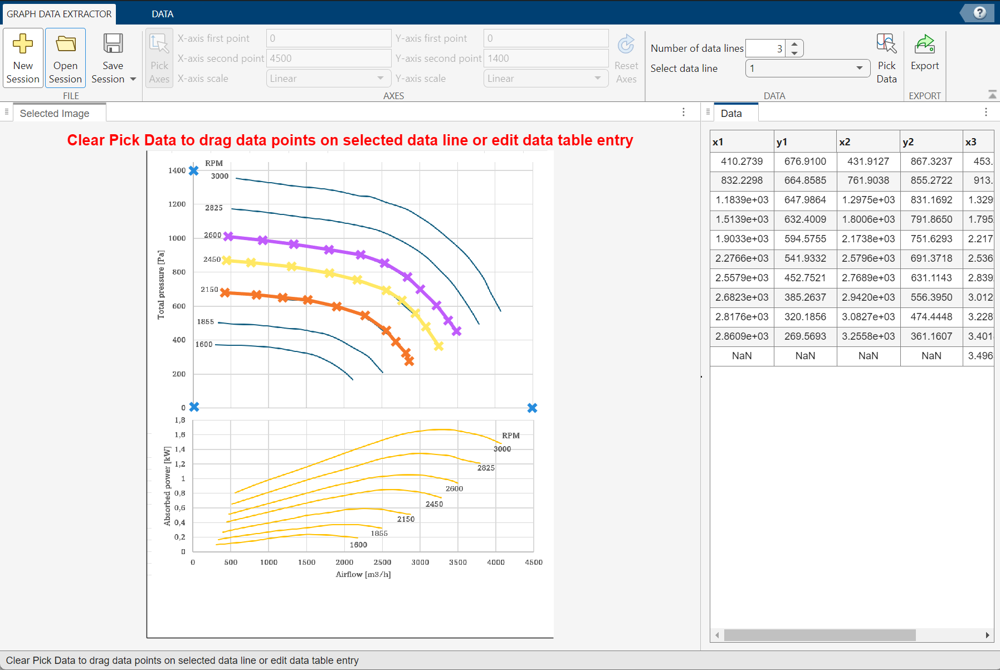 GRAPH DATA EXTRACTOR DATA
?
New Session
Open Session
Save Session
FILE
Pick Axes
X-axis first point 0
X-axis second point 4500
X-axis scale Linear
Y-axis first point 0
Y-axis second point 1400
Y-axis scale Linear
Reset Axes
AXES
Number of data lines 3
Select data line 1
Pick Data
DATA
Export
EXPORT
Selected Image
Data
Clear Pick Data to drag data points on selected data line or edit data table entry
RPM
3000
2825
2600
2450
2150
1855
1600
1400
1200
1000
800
600
400
200
0
Total pressure [Pa]
1,8
1,6
1,4
1,2
1
0,8
0,6
0,4
0,2
0
Absorbed power [kW]
RPM
3000
2825
2600
2450
2150
1855
1600
0 500 1000 1500 2000 2500 3000 3500 4000 4500
Airflow [m3/h]
x1 y1 x2 y2 x3
410.2739 676.9100 431.9127 867.3237 453.
832.2298 664.8585 761.9038 855.2722 913.
1.1839e+03 647.9864 1.2975e+03 831.1692 1.329
1.5139e+03 632.4009 1.8006e+03 791.8650 1.795
1.9033e+03 594.5755 2.1738e+03 751.6293 2.217
2.2766e+03 541.9332 2.5796e+03 691.3718 2.536
2.5579e+03 452.7521 2.7689e+03 631.1143 2.839
2.6823e+03 385.2637 2.9420e+03 556.3950 3.012
2.8176e+03 320.1856 3.0827e+03 474.4448 3.228
2.8609e+03 269.5693 3.2558e+03 361.1607 3.401
NaN NaN NaN NaN 3.496
Clear Pick Data to drag data points on selected data line or edit data table entry